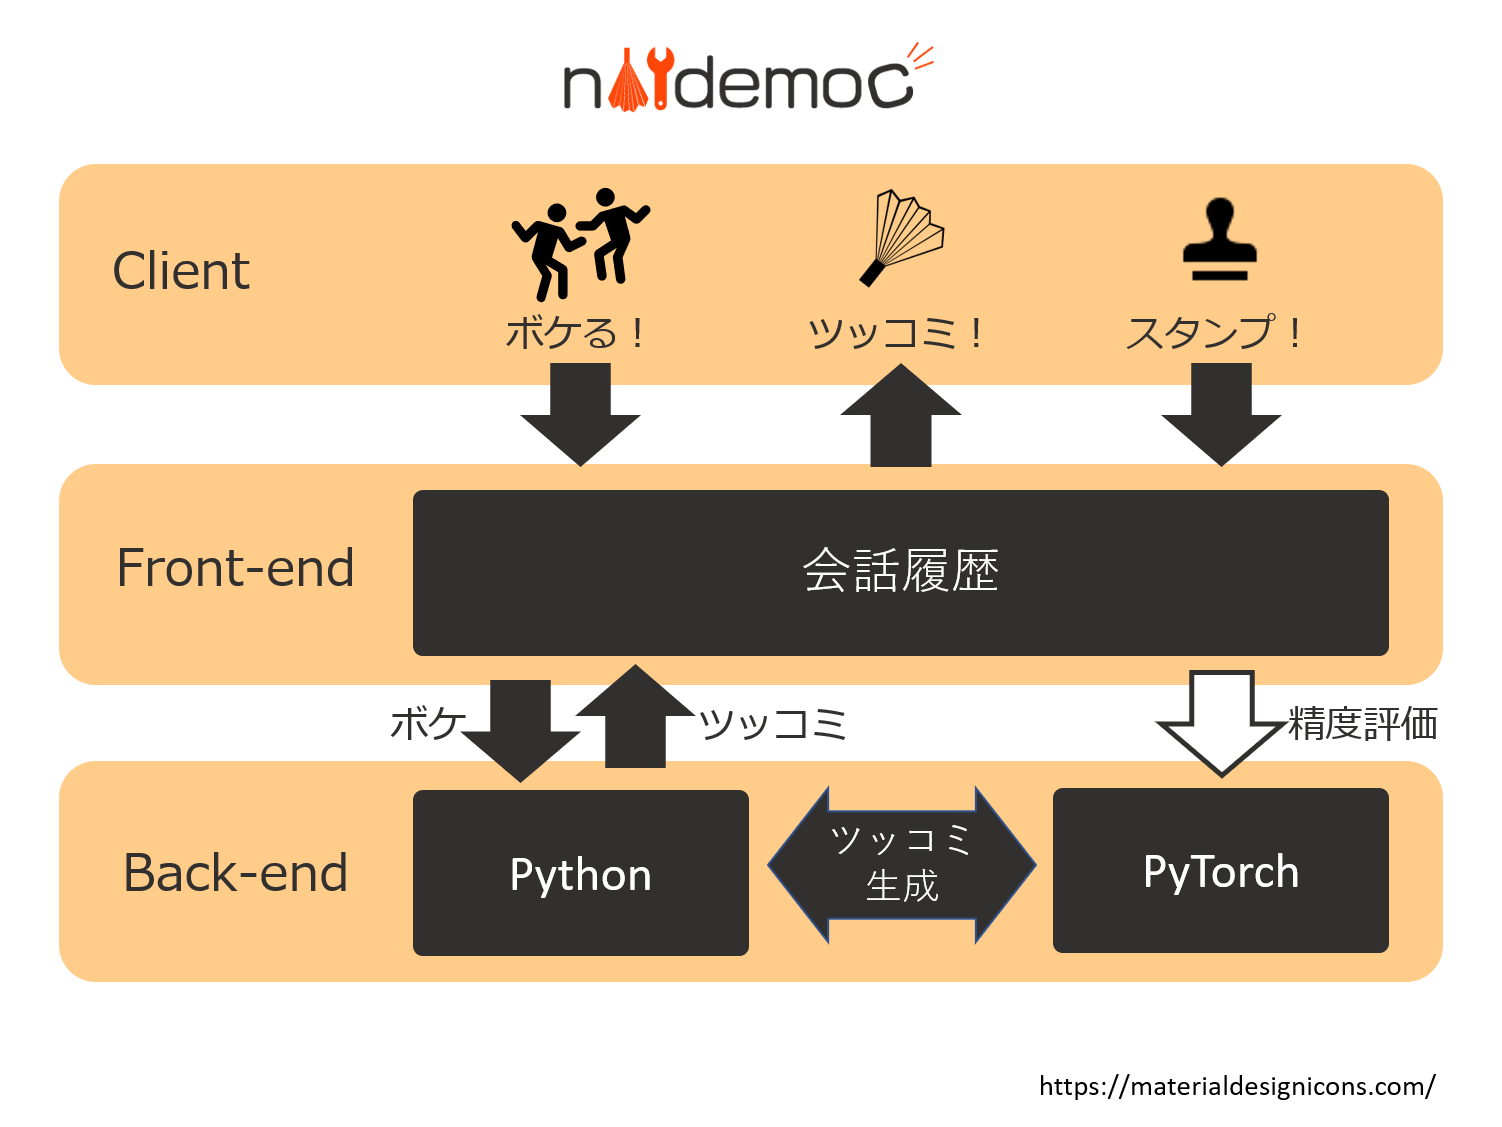 naidemoc
Client
ボケる！
ツッコミ！
スタンプ！
Front-end
会話履歴
ボケ
ツッコミ
精度評価
Back-end
Python
ツッコミ
生成
PyTorch
https://materialdesignicons.com/